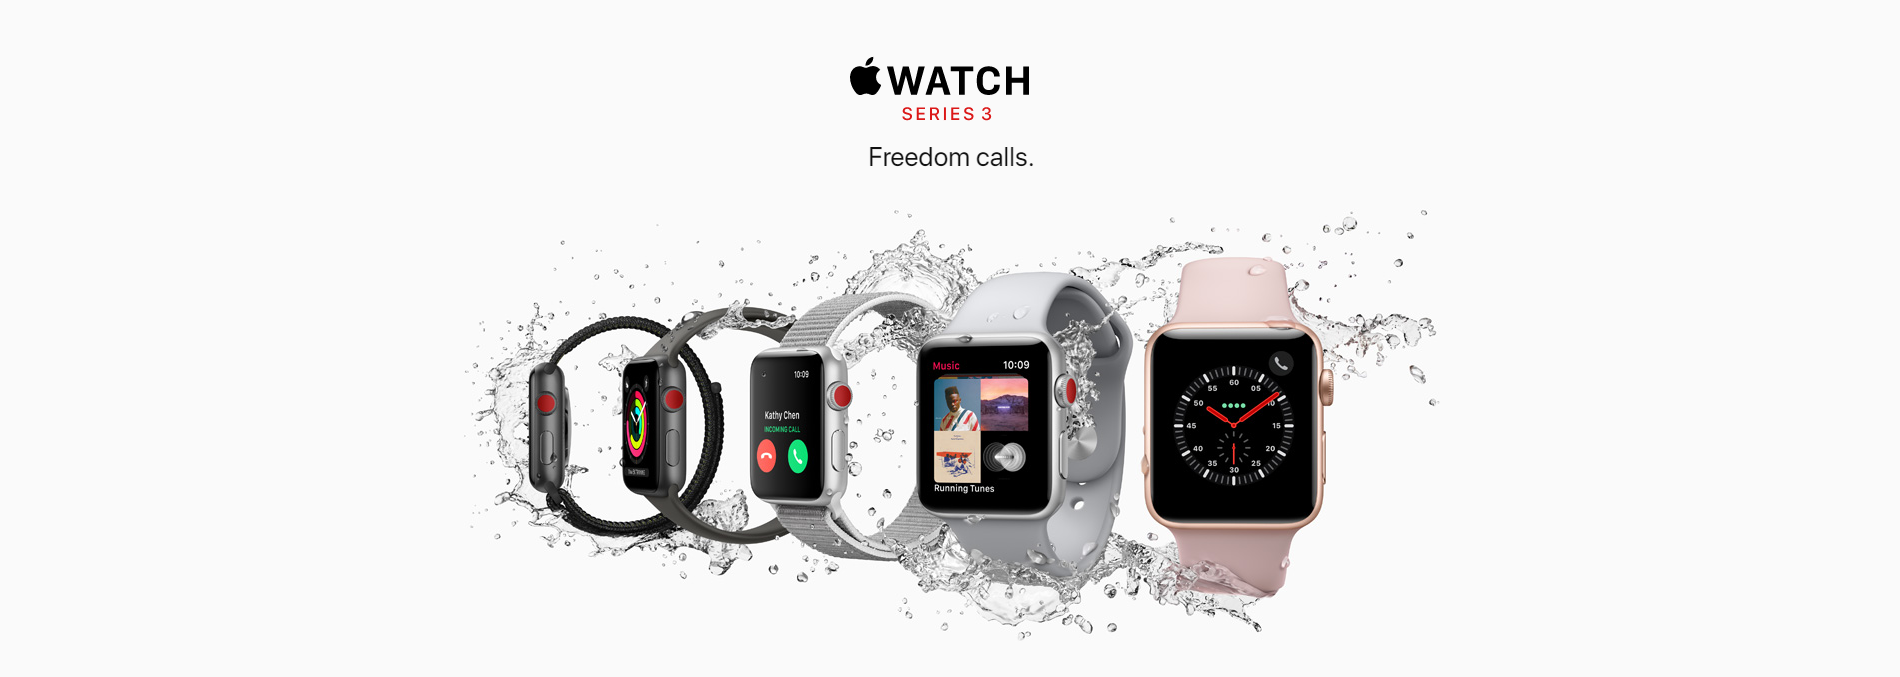 WATCH
SERIES 3
Freedom calls.
10:09
Kathy Chen
INCOMING CALL
Music 10:09
Running Tunes
60
55 05
50 10
45 15
40 20
35 25
30